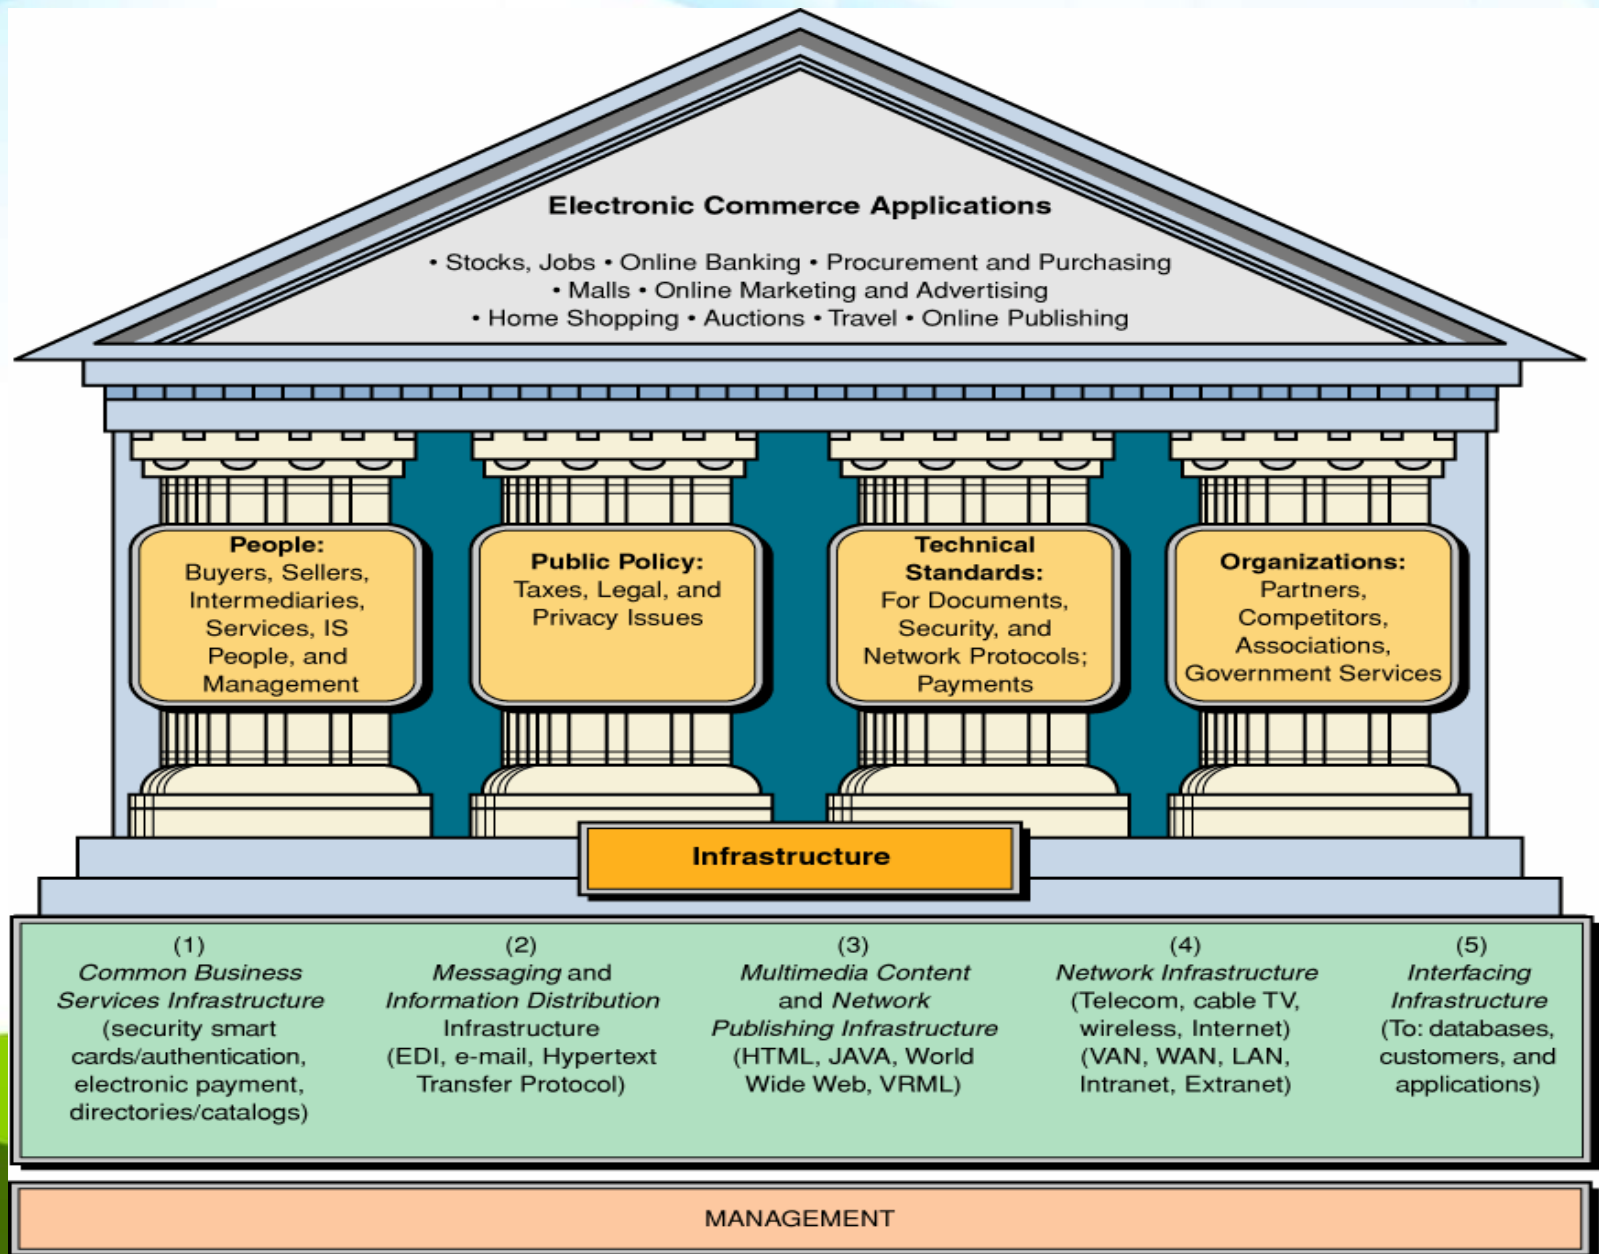 Electronic Commerce Applications
• Stocks, Jobs • Online Banking • Procurement and Purchasing
• Malls • Online Marketing and Advertising
• Home Shopping • Auctions • Travel • Online Publishing
People:
Buyers, Sellers,
Intermediaries,
Services, IS
People, and
Management
Public Policy:
Taxes, Legal, and
Privacy Issues
Technical
Standards:
For Documents,
Security, and
Network Protocols;
Payments
Organizations:
Partners,
Competitors,
Associations,
Government Services
Infrastructure
(1)
Common Business
Services Infrastructure
(security smart
cards/authentication,
electronic payment,
directories/catalogs)
(2)
Messaging and
Information Distribution
Infrastructure
(EDI, e-mail, Hypertext
Transfer Protocol)
(3)
Multimedia Content
and Network
Publishing Infrastructure
(HTML, JAVA, World
Wide Web, VRML)
(4)
Network Infrastructure
(Telecom, cable TV,
wireless, Internet)
(VAN, WAN, LAN,
Intranet, Extranet)
(5)
Interfacing
Infrastructure
(To: databases,
customers, and
applications)
MANAGEMENT